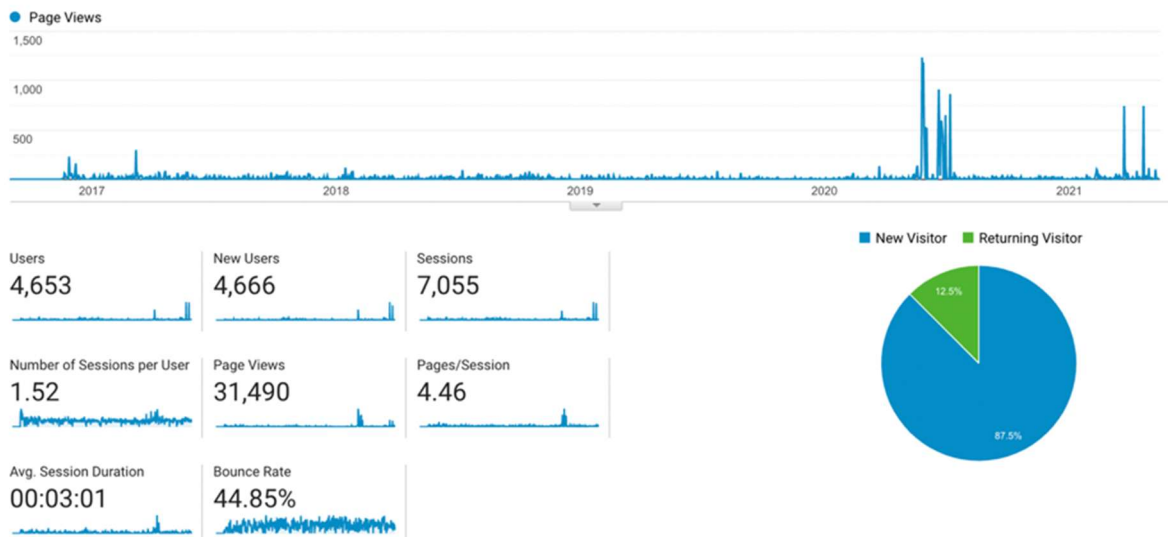 Page Views
1,500
1,000
500
2017 2018 2019 2020 2021
New Visitor Returning Visitor
Users New Users Sessions
4,653 4,666 7,055
12.5%
Number of Sessions per User Page Views Pages/Session
1.52 31,490 4.46
87.5%
Avg. Session Duration Bounce Rate
00:03:01 44.85%